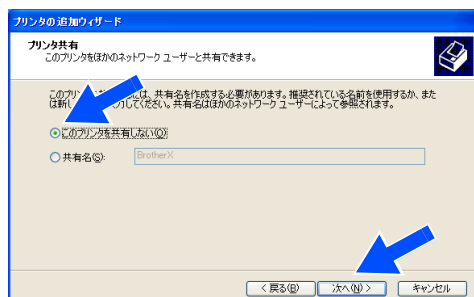 プリンタの追加ウィザード
プリンタ共有
このプリンタをほかのネットワーク ユーザーと共有できます。
このプリン には、共有名を作成する必要があります。推奨されている名前を使用するか、また
は新し 力してください。共有名はほかのネットワーク ユーザーによって参照されます。
このプリンタを共有しない(O)
共有名(S):
BrotherX
< 戻る(B)
次へ(N) >
キャンセル